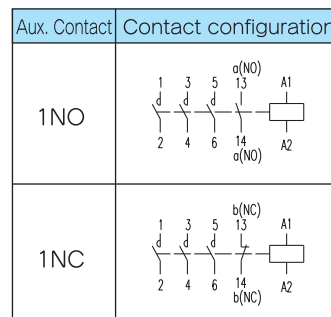 Aux. Contact Contact configuration
a(NO)
1 3 5 13 A1
1NO
2 4 6 14 A2
a(NO)
b(NC)
1 3 5 13 A1
1NC
2 4 6 14 A2
b(NC)